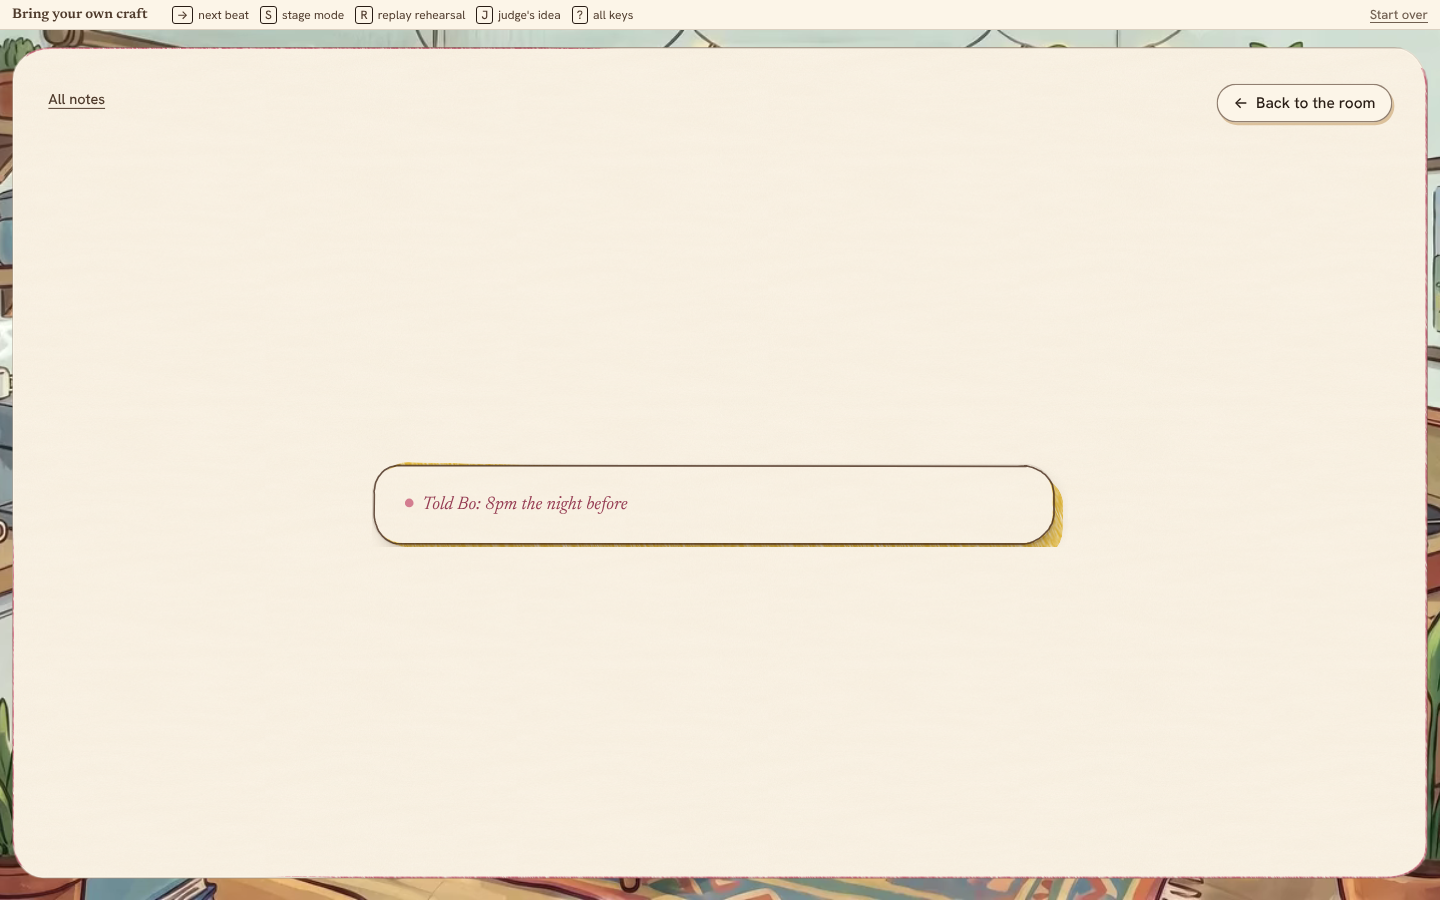 Bring your own craft → next beat S stage mode R replay rehearsal J judge's idea ? all keys Start over
All notes
← Back to the room
Told Bo: 8pm the night before